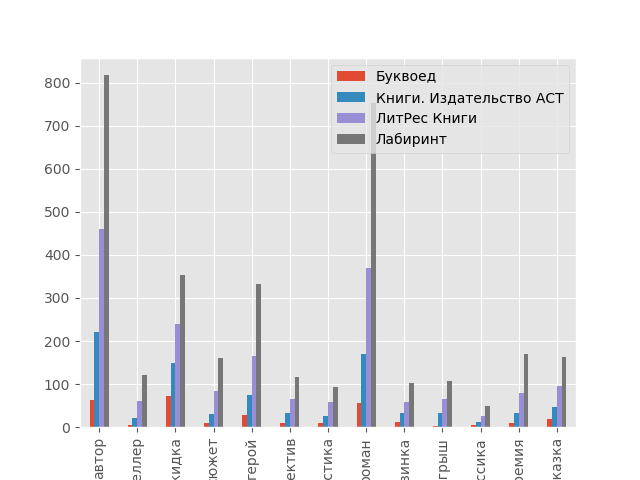 Буквоед
Книги. Издательство АСТ
ЛитРес Книги
Лабиринт
800
700
600
500
400
300
200
100
0
автор
еллер
кидка
южет
герой
ектив
стика
роман
винка
грыш
ссика
ремия
казка